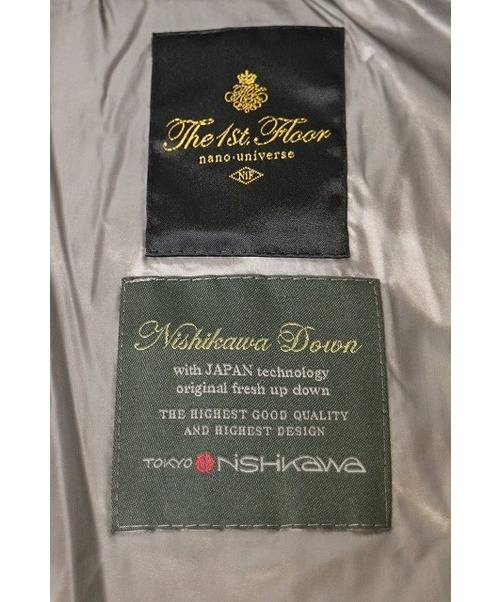 The 1st. Floor
nano·universe
Nishikawa Down
with JAPAN technology
original fresh up down
THE HIGHEST GOOD QUALITY
AND HIGHEST DESIGN
TOKYO NiSHiKaWa